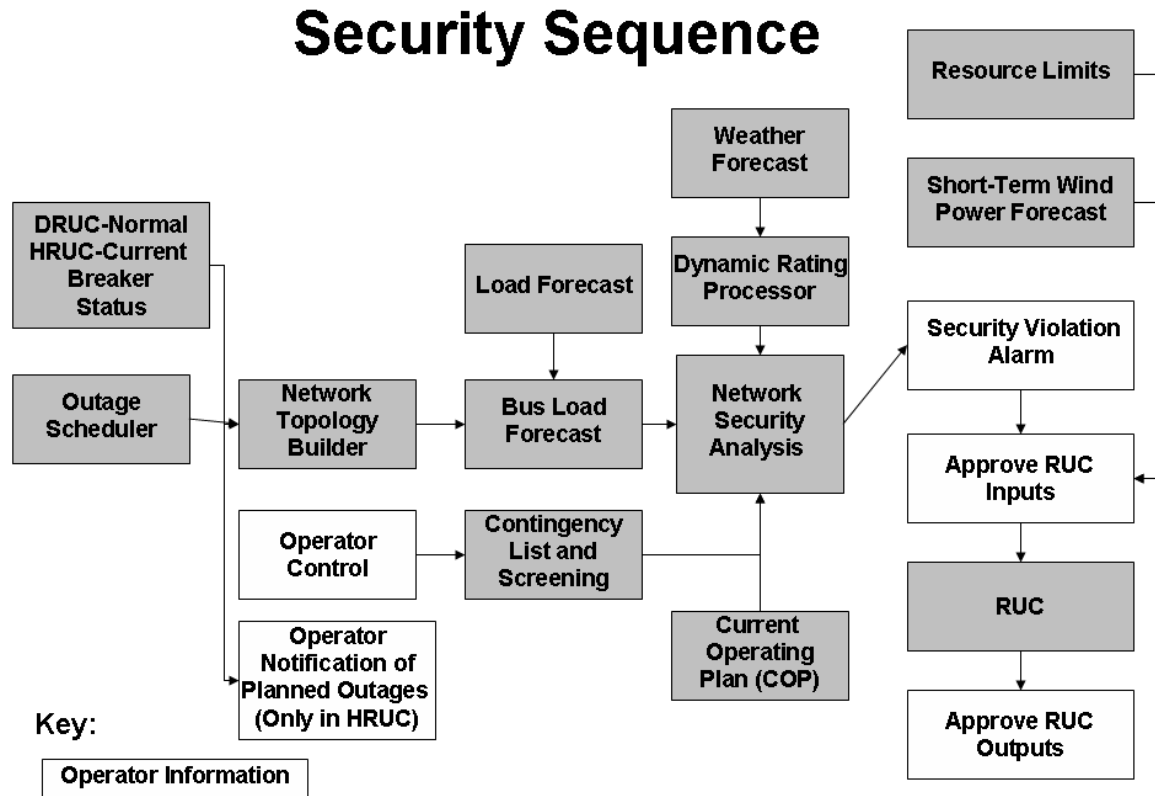 Security Sequence
Resource Limits
Weather
Forecast
Short-Term Wind
Power Forecast
DRUC-Normal
HRUC-Current
Breaker
Status
Load Forecast
Dynamic Rating
Processor
Security Violation
Alarm
Outage
Scheduler
Network
Topology
Builder
Bus Load
Forecast
Network
Security
Analysis
Approve RUC
Inputs
Operator
Control
Contingency
List and
Screening
RUC
Operator
Notification of
Planned Outages
(Only in HRUC)
Current
Operating
Plan (COP)
Approve RUC
Outputs
Key:
Operator Information